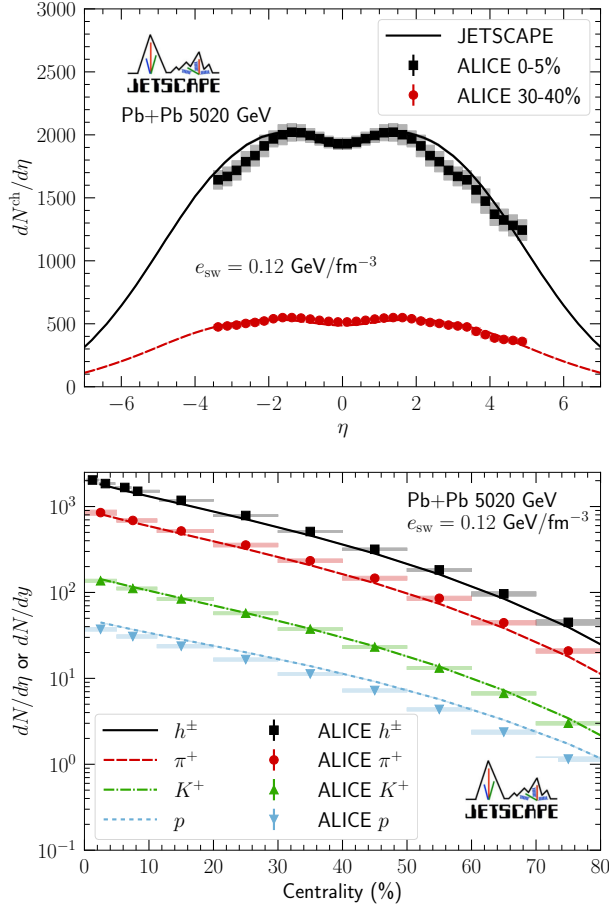 3000
2500
2000
1500
1000
500
0
dN^ch/dη
JETSCAPE
Pb+Pb 5020 GeV
JETSCAPE
ALICE 0-5%
ALICE 30-40%
e_sw = 0.12 GeV/fm^−3
−6 −4 −2 0 2 4 6
η
10^3
10^2
10^1
10^0
10^−1
dN/dη or dN/dy
Pb+Pb 5020 GeV
e_sw = 0.12 GeV/fm^−3
h^± ALICE h^±
π^+ ALICE π^+
K^+ ALICE K^+
p ALICE p
JETSCAPE
0 10 20 30 40 50 60 70 80
Centrality (%)